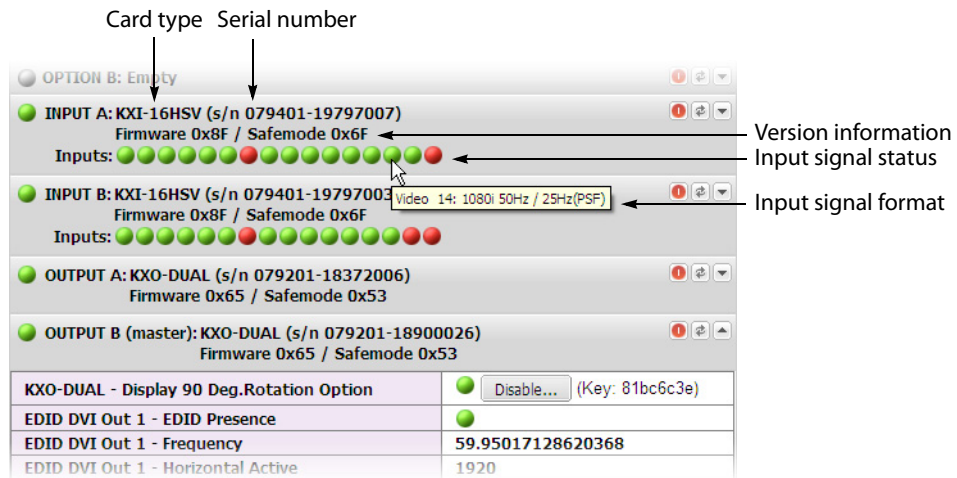 Card type Serial number
OPTION B: Empty
INPUT A: KXI-16HSV (s/n 079401-19797007)
Firmware 0x8F / Safemode 0x6F
Version information
Inputs:
Input signal status
INPUT B: KXI-16HSV (s/n 079401-19797003
Video 14: 1080i 50Hz / 25Hz(PSF)
Input signal format
Firmware 0x8F / Safemode 0x6F
Inputs:
OUTPUT A: KXO-DUAL (s/n 079201-18372006)
Firmware 0x65 / Safemode 0x53
OUTPUT B (master): KXO-DUAL (s/n 079201-18900026)
Firmware 0x65 / Safemode 0x53
KXO-DUAL - Display 90 Deg.Rotation Option Disable... (Key: 81bc6c3e)
EDID DVI Out 1 - EDID Presence
EDID DVI Out 1 - Frequency 59.95017128620368
EDID DVI Out 1 - Horizontal Active 1920